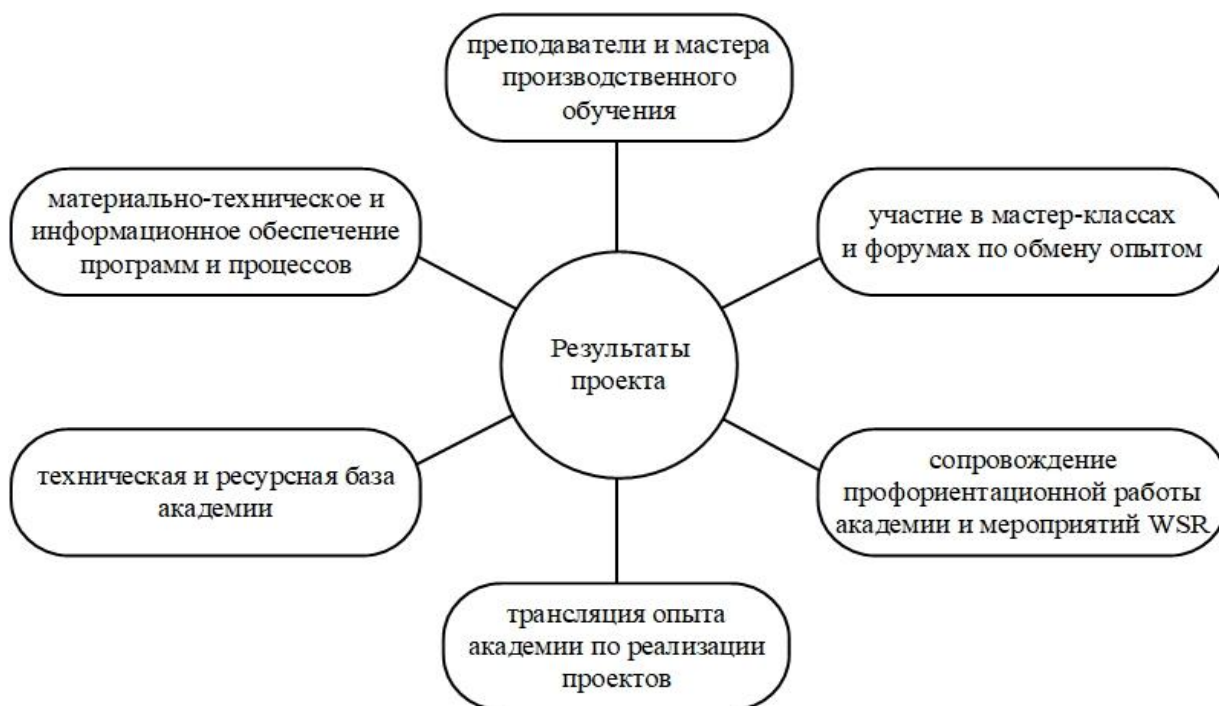 преподаватели и мастера
производственного
обучения
материально-техническое и
информационное обеспечение
программ и процессов
участие в мастер-классах
и форумах по обмену опытом
Результаты
проекта
техническая и ресурсная база
академии
сопровождение
профориентационной работы
академии и мероприятий WSR
трансляция опыта
академии по реализации
проектов